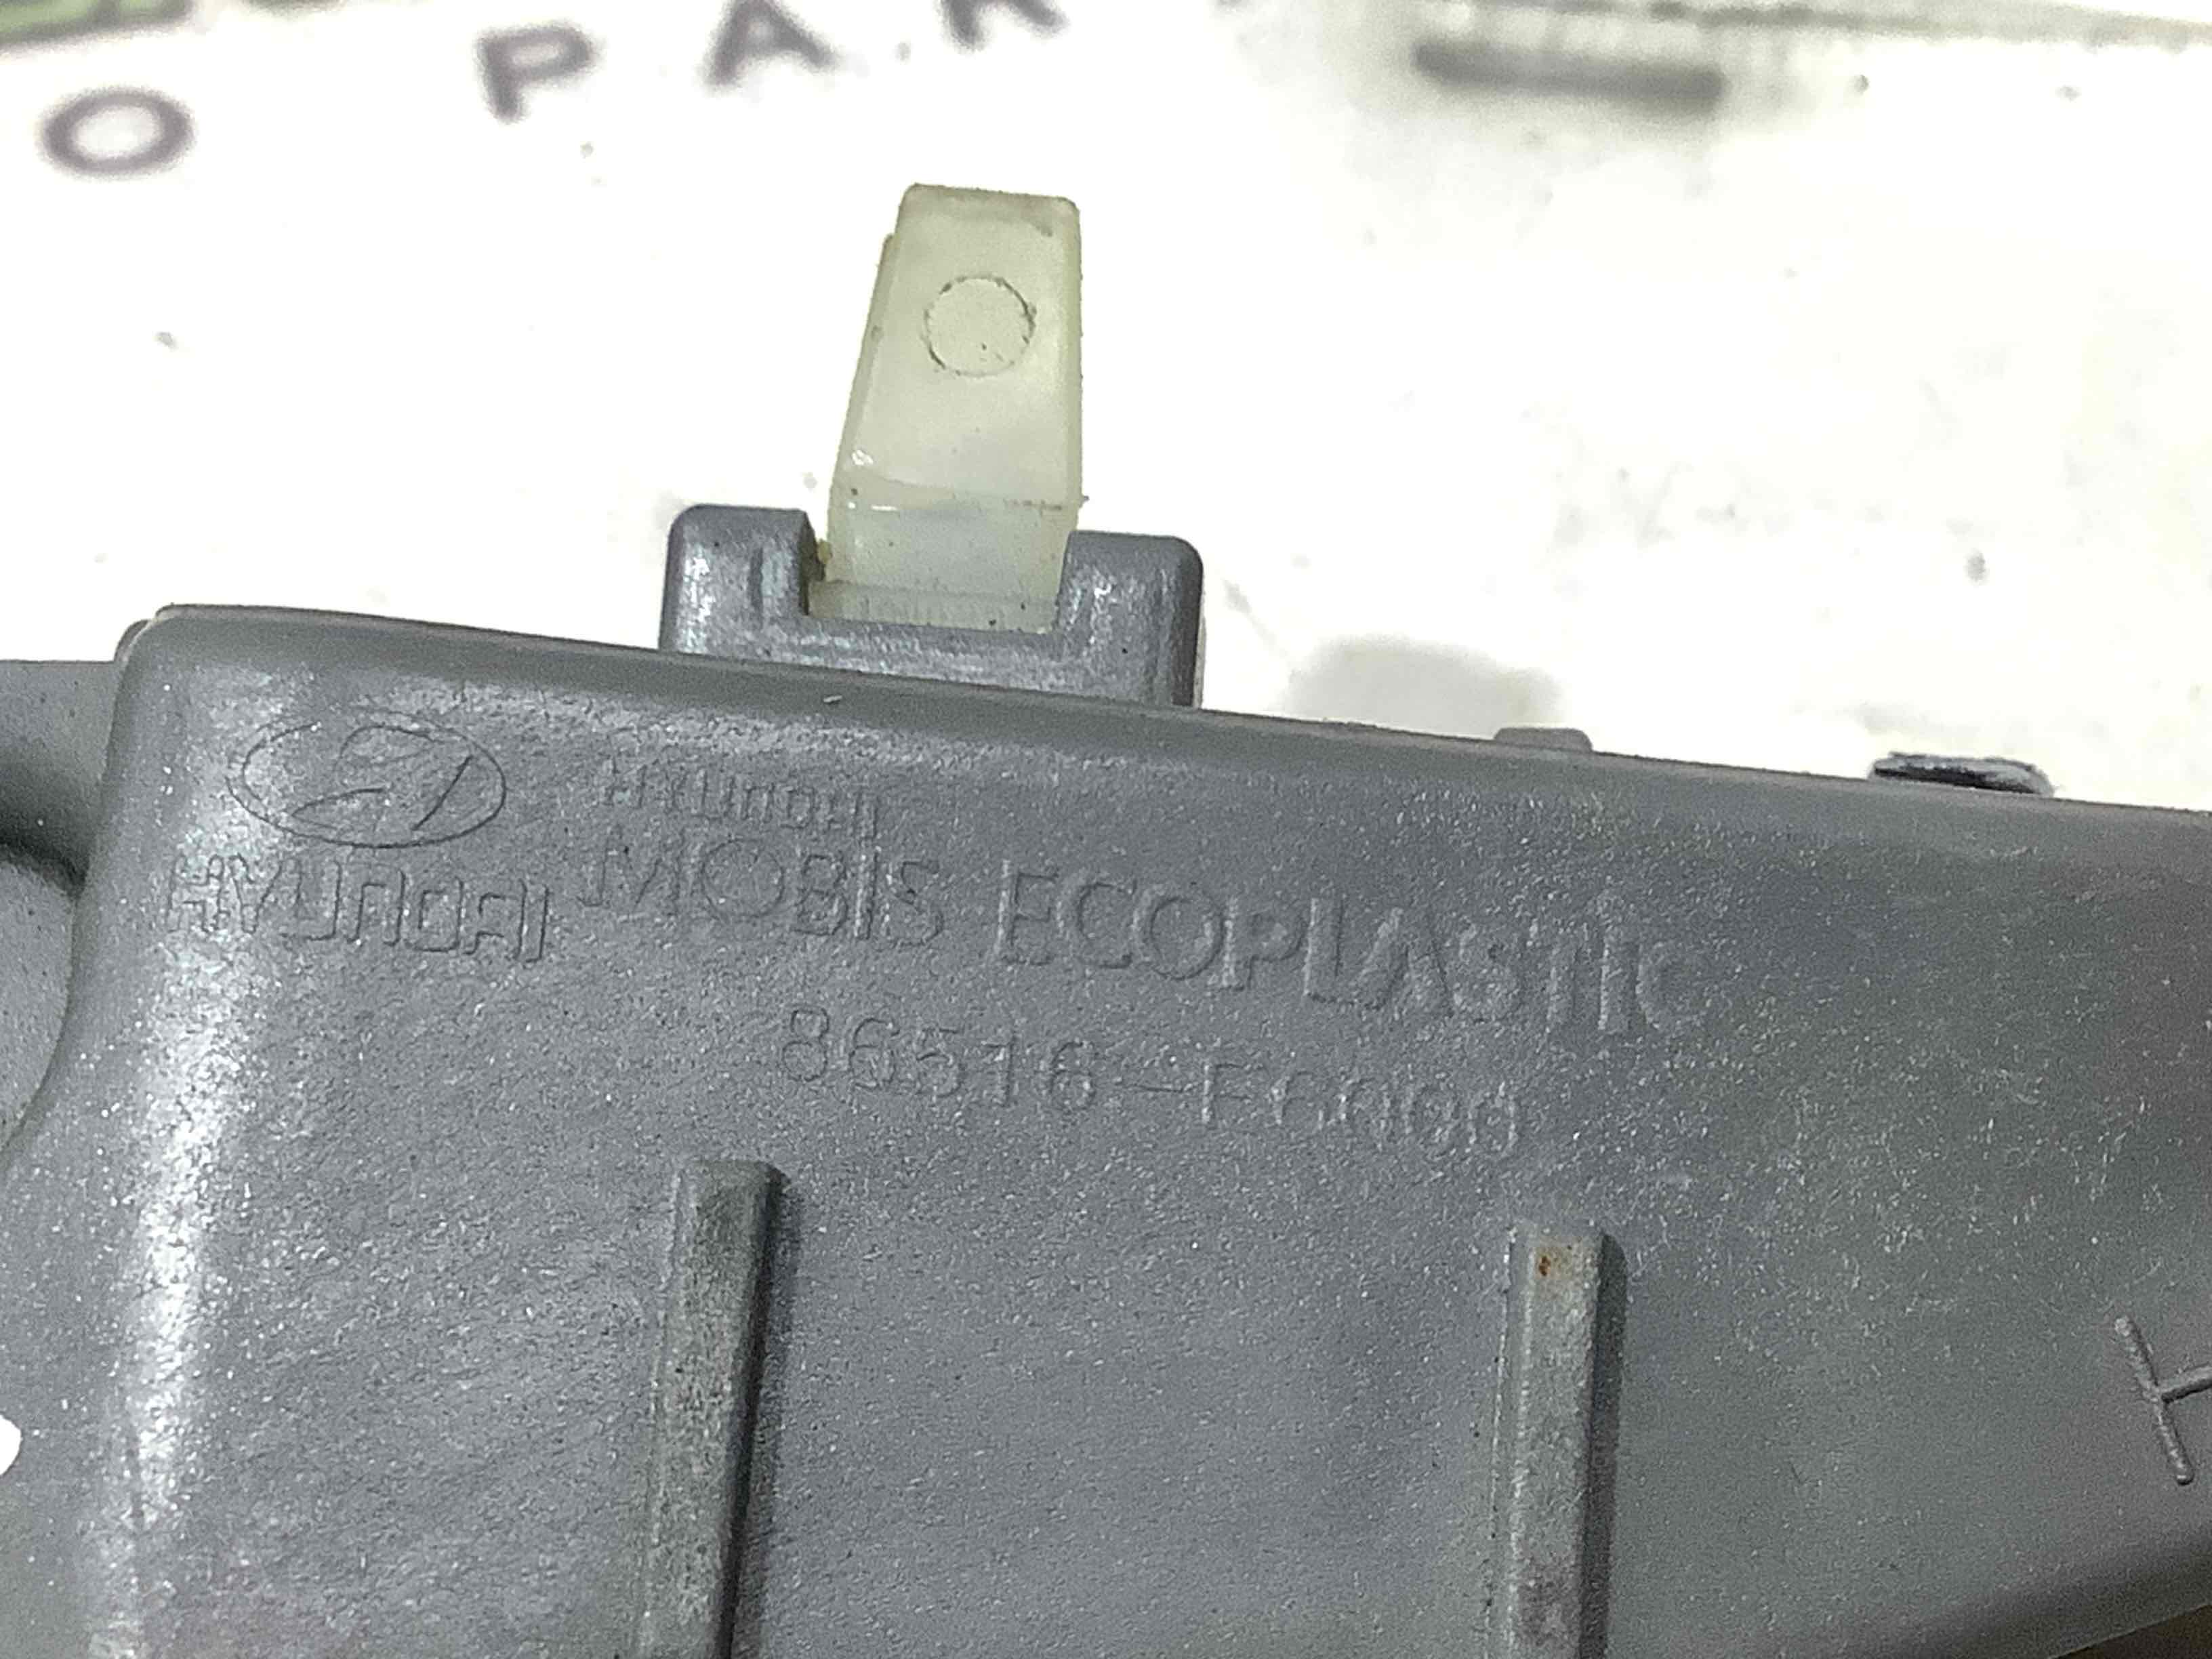 O PAR
HYUNDAI
HYUNDAI MOBIS ECOPLASTIC
86516-F6000